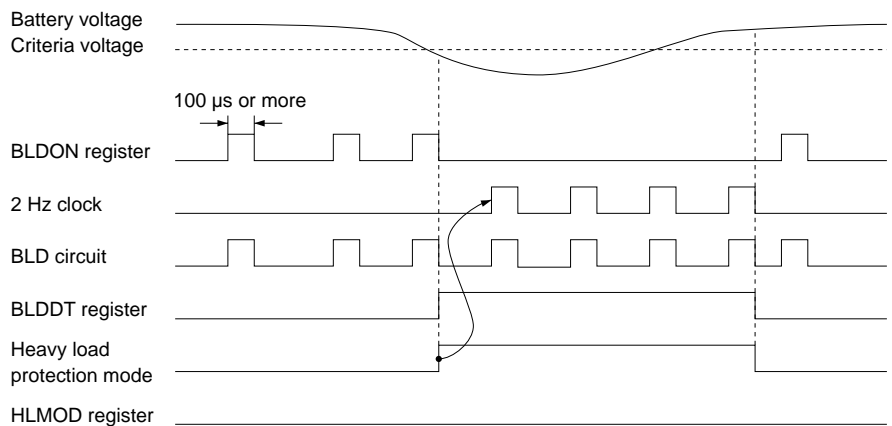 Battery voltage
Criteria voltage
100 µs or more
BLDON register
2 Hz clock
BLD circuit
BLDDT register
Heavy load
protection mode
HLMOD register